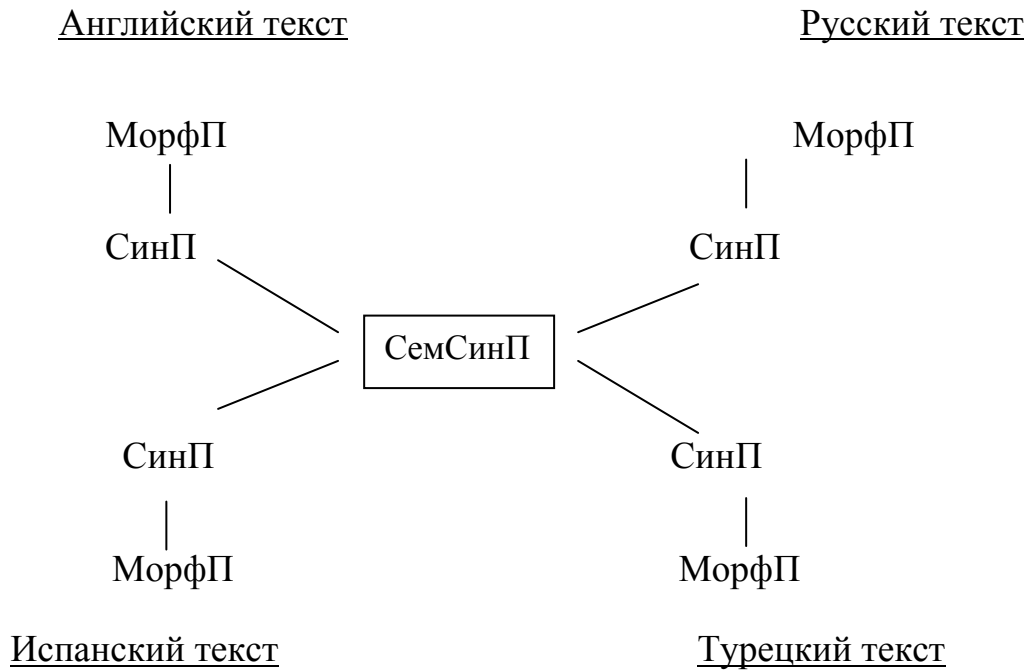 Английский текст
Русский текст
МорфП
МорфП
СинП
СинП
СемСинП
СинП
СинП
МорфП
МорфП
Испанский текст
Турецкий текст